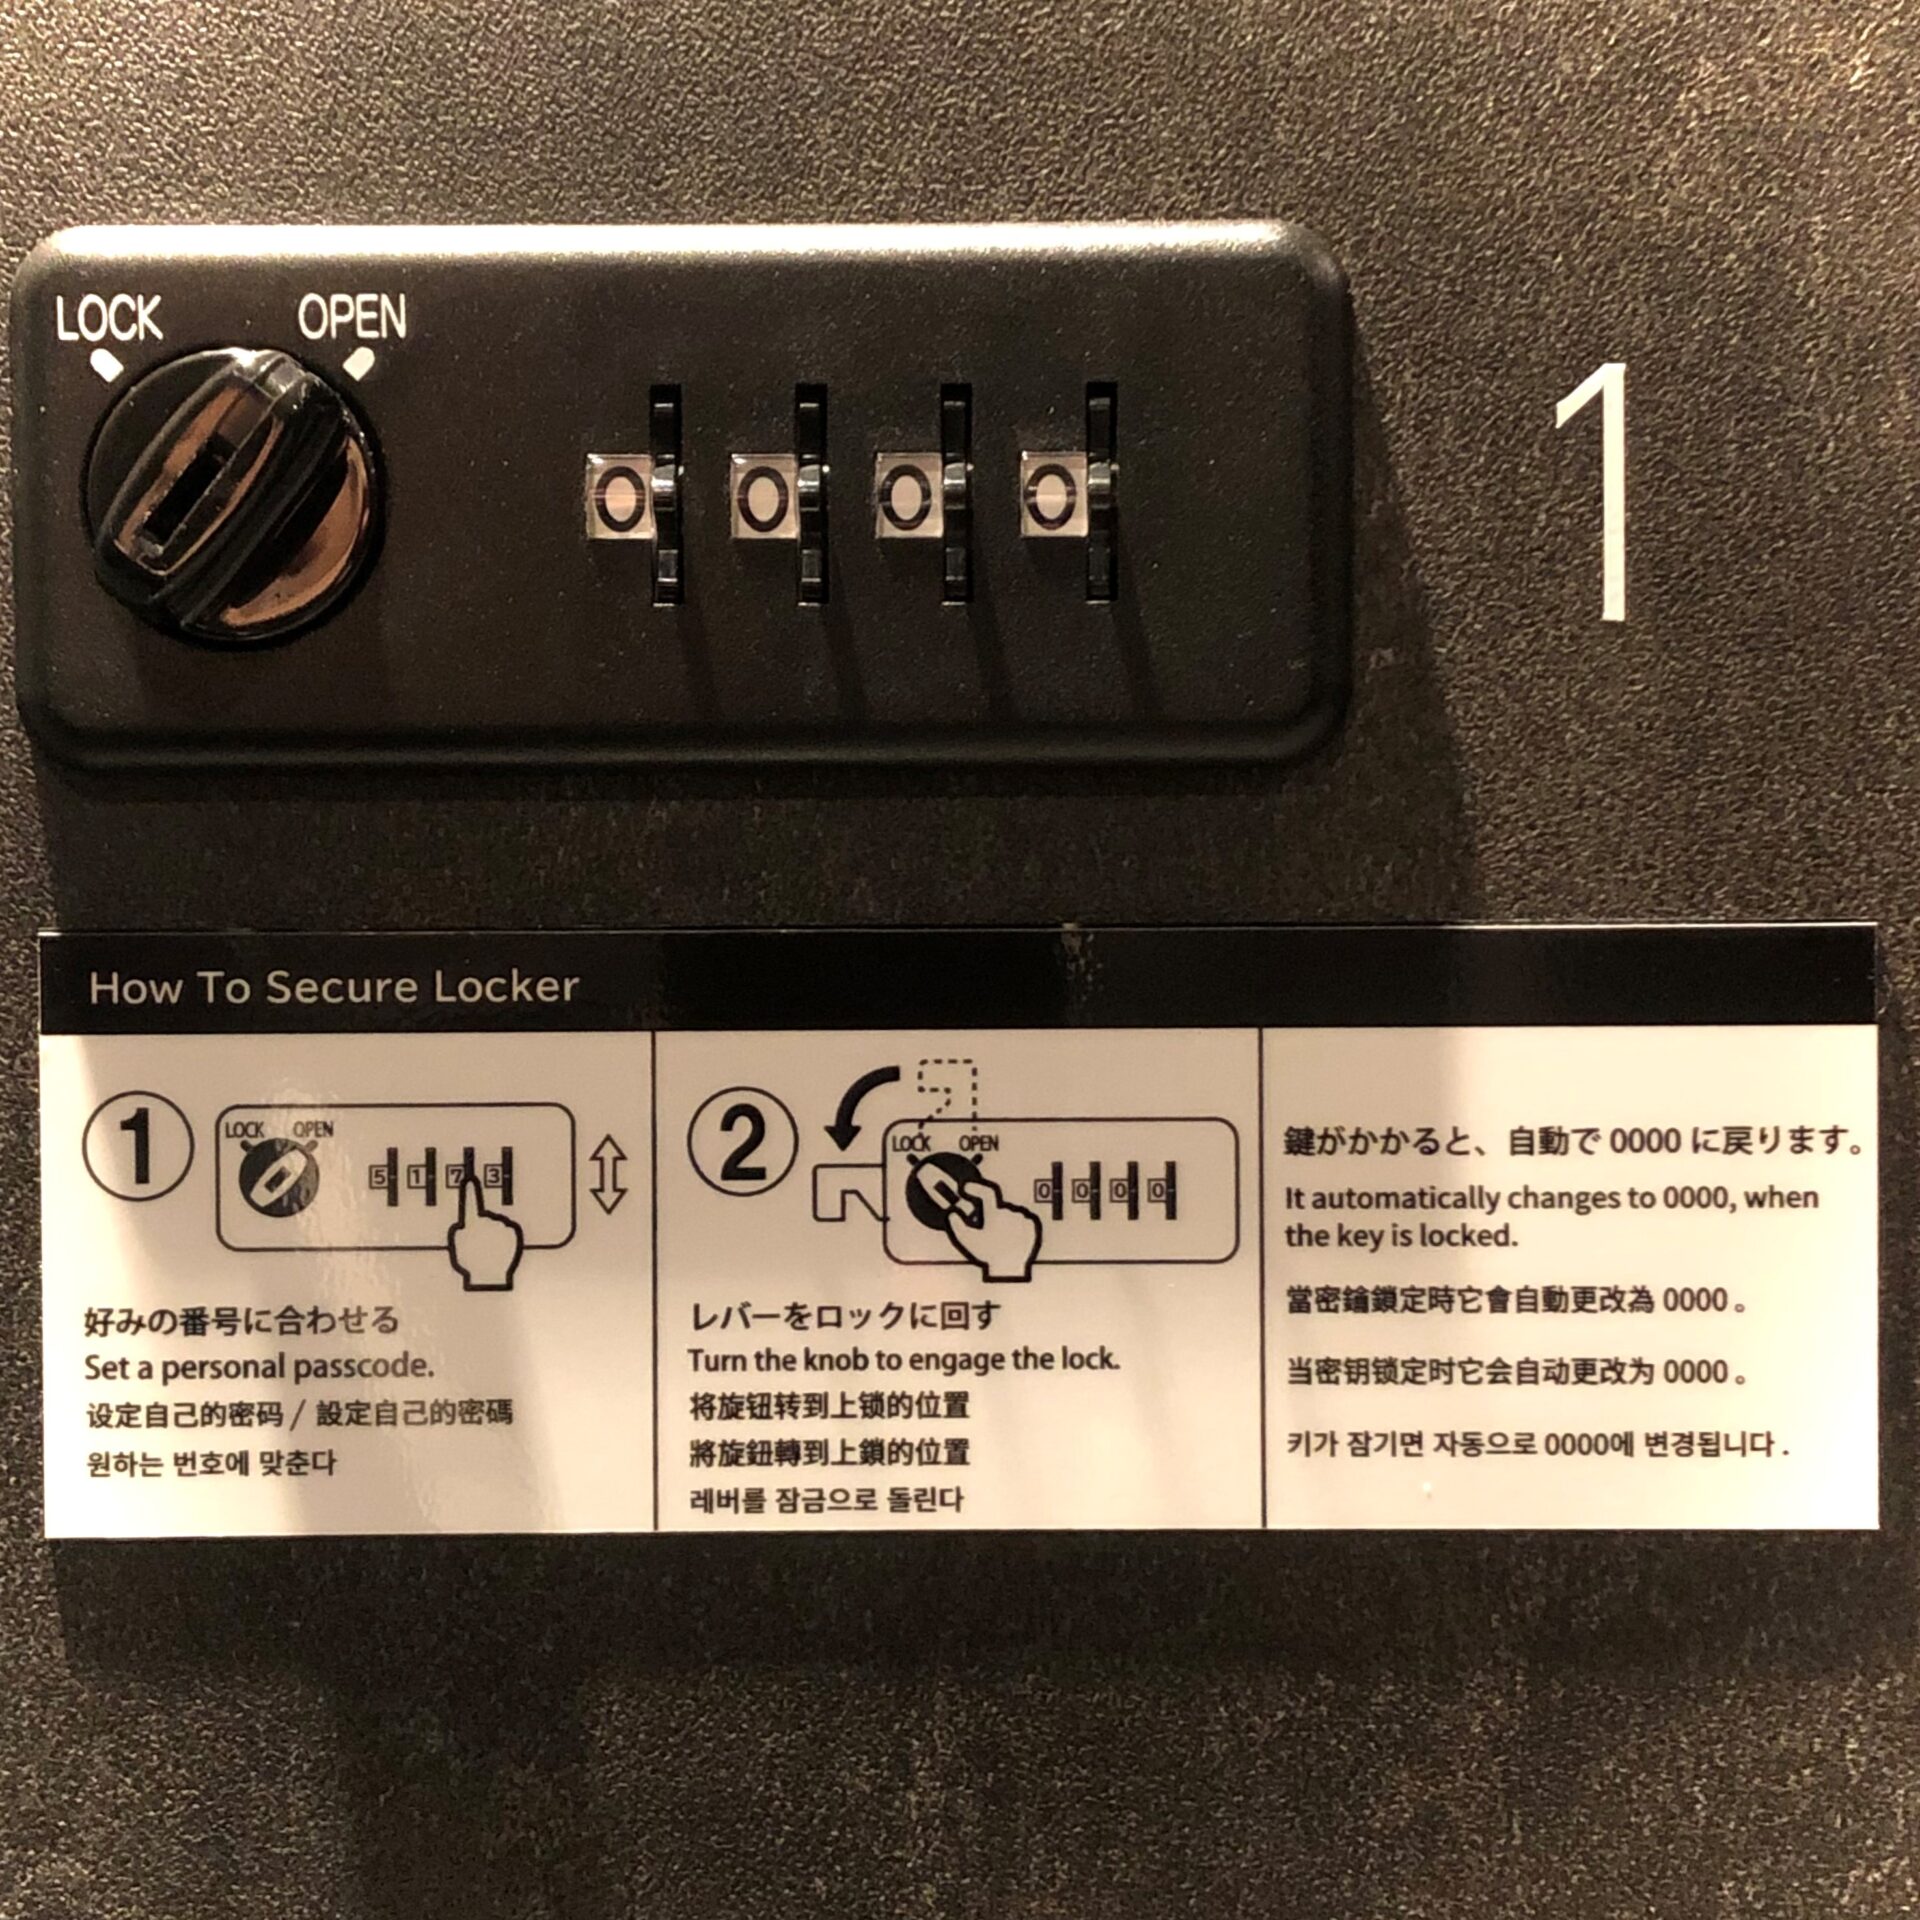 LOCK OPEN
0 0 0 0
1
How To Secure Locker
1
LOCK OPEN
5 1 7 3
好みの番号に合わせる
Set a personal passcode.
设定自己的密码 / 設定自己的密碼
원하는 번호에 맞춘다
2
LOCK OPEN
0 0 0 0
レバーをロックに回す
Turn the knob to engage the lock.
将旋钮转到上锁的位置
將旋鈕轉到上鎖的位置
레버를 잠금으로 돌린다
鍵がかかると、自動で 0000 に戻ります。
It automatically changes to 0000, when
the key is locked.
當密鑰鎖定時它會自動更改為 0000 。
当密钥锁定时它会自动更改为 0000 。
키가 잠기면 자동으로 0000에 변경됩니다 .